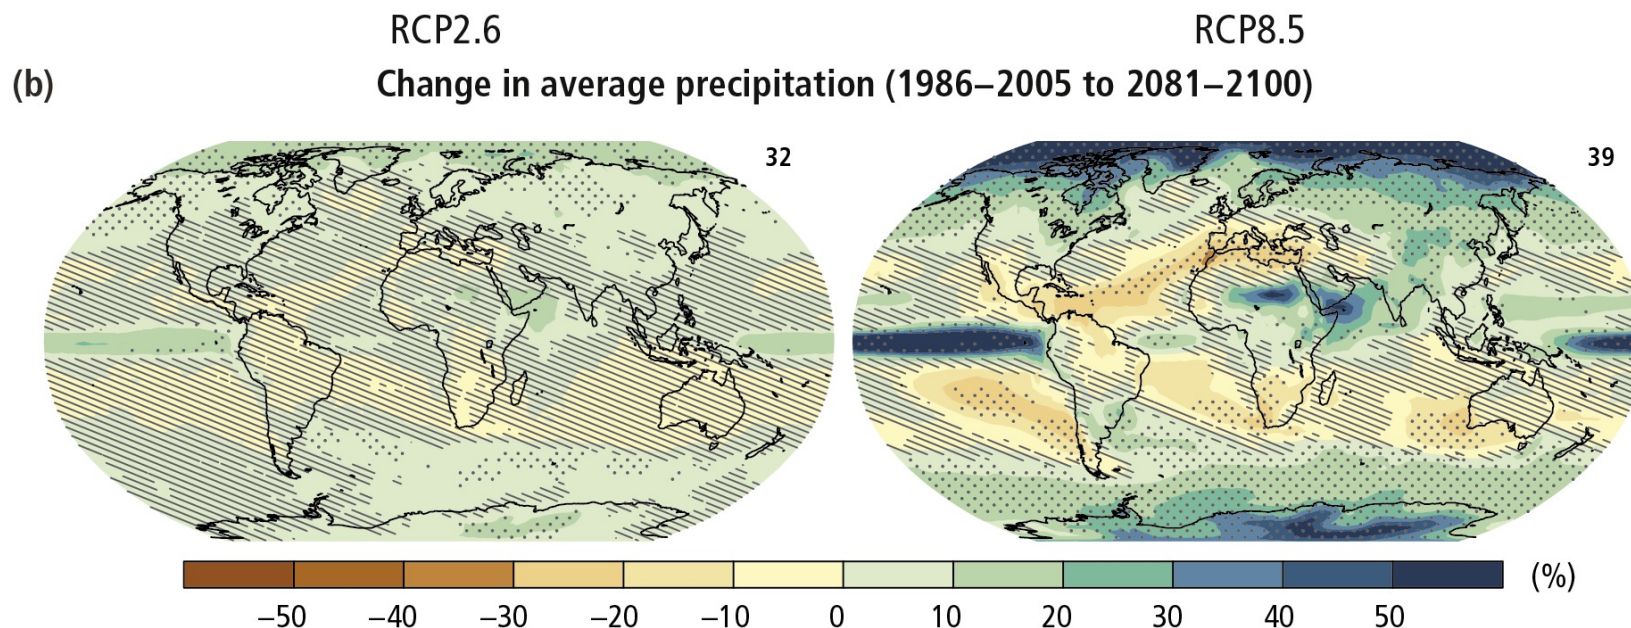 RCP2.6 RCP8.5
(b) Change in average precipitation (1986–2005 to 2081–2100)
32 39
−50 −40 −30 −20 −10 0 10 20 30 40 50 (%)